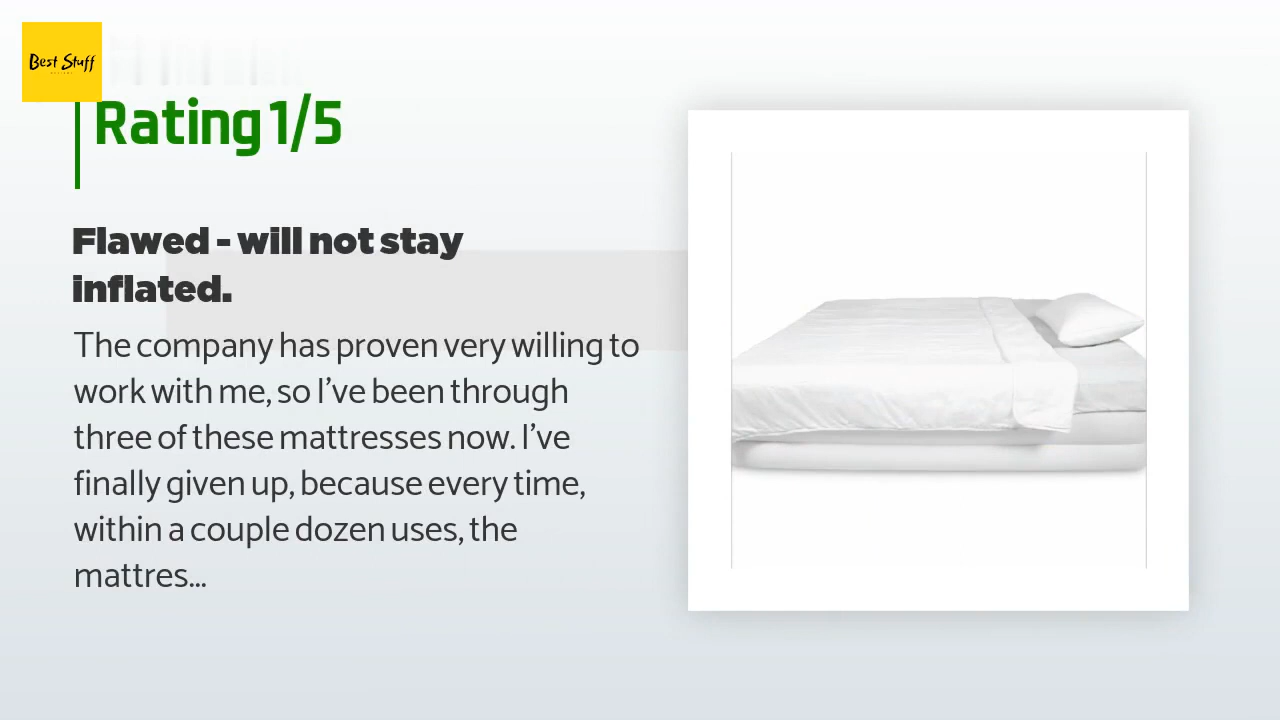 Best Stuff
Rating 1/5
Flawed - will not stay
inflated.
The company has proven very willing to
work with me, so I’ve been through
three of these mattresses now. I’ve
finally given up, because every time,
within a couple dozen uses, the
mattres...